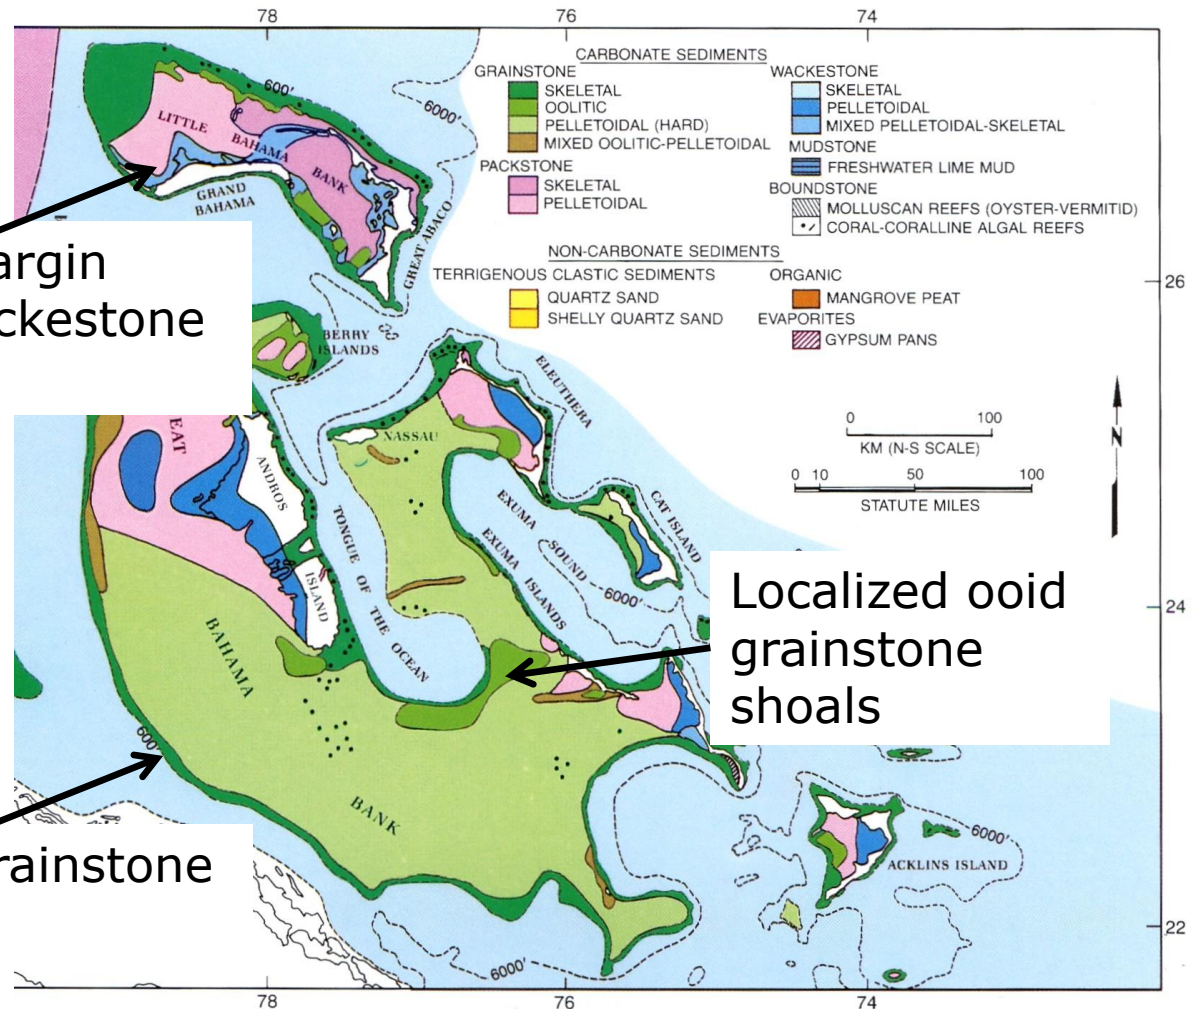 78
76
74
CARBONATE SEDIMENTS
GRAINSTONE
SKELETAL
OOLITIC
PELLETOIDAL (HARD)
MIXED OOLITIC-PELLETOIDAL
PACKSTONE
SKELETAL
PELLETOIDAL
WACKESTONE
SKELETAL
PELLETOIDAL
MIXED PELLETOIDAL-SKELETAL
MUDSTONE
FRESHWATER LIME MUD
BOUNDSTONE
MOLLUSCAN REEFS (OYSTER-VERMITID)
CORAL-CORALLINE ALGAL REEFS
NON-CARBONATE SEDIMENTS
TERRIGENOUS CLASTIC SEDIMENTS
QUARTZ SAND
SHELLY QUARTZ SAND
ORGANIC
MANGROVE PEAT
EVAPORITES
GYPSUM PANS
600'
6000'
LITTLE BAHAMA BANK
GRAND
BAHAMA
GREAT ABACO
argin
ckestone
26
BERRY
ISLANDS
ELEUTHERA
N
0 100
KM (N-S SCALE)
0 10 50 100
STATUTE MILES
EAT
BAHAMA
BANK
NASSAU
ANDROS
ISLAND
TONGUE OF THE OCEAN
EXUMA SOUND
EXUMA ISLANDS
CAT ISLAND
6000'
24
Localized ooid
grainstone
shoals
600'
rainstone
6000'
ACKLINS ISLAND
22
6000'
78
76
74